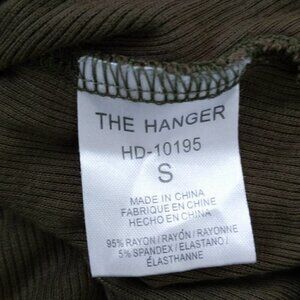 THE HANGER
HD-10195
S
MADE IN CHINA
FABRIQUE EN CHINE
HECHO EN CHINA
95% RAYON / RAYÓN / RAYONNE
5% SPANDEX / ELASTANO /
ÉLASTHANNE